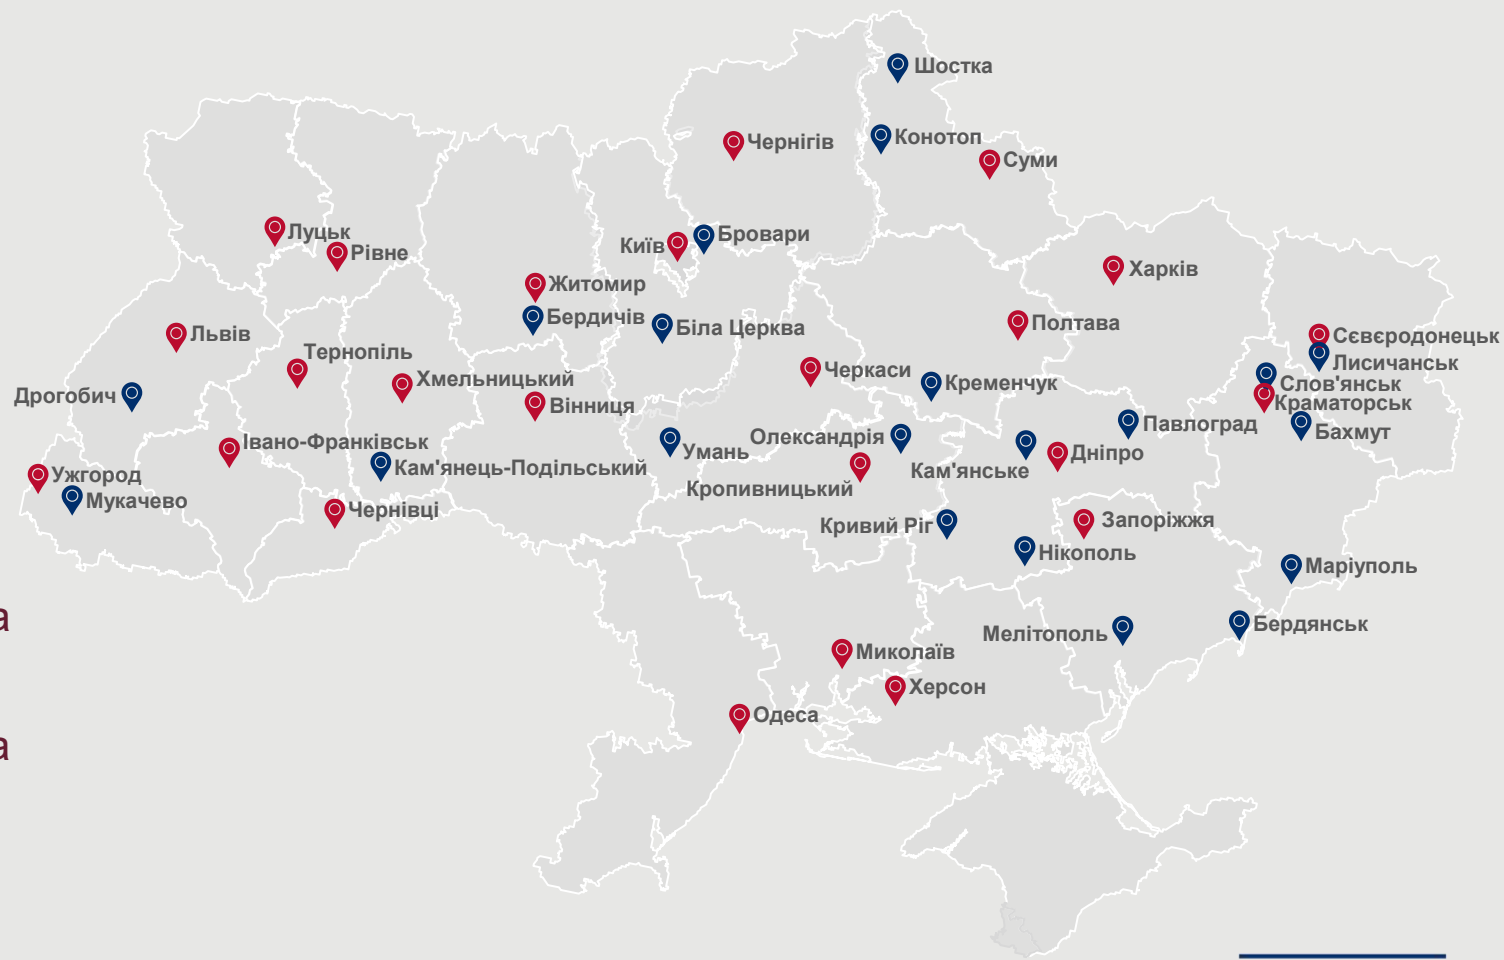 Шостка
Конотоп
Чернігів
Суми
Луцьк
Рівне
Київ
Бровари
Харків
Житомир
Бердичів
Біла Церква
Полтава
Львів
Тернопіль
Хмельницький
Вінниця
Черкаси
Кременчук
Сєвєродонецьк
Лисичанськ
Слов'янськ
Краматорськ
Бахмут
Дрогобич
Івано-Франківськ
Кам'янець-Подільський
Умань
Олександрія
Кропивницький
Кам'янське
Дніпро
Павлоград
Ужгород
Мукачево
Чернівці
Кривий Ріг
Нікополь
Запоріжжя
Маріуполь
Мелітополь
Бердянськ
а
Миколаїв
Херсон
Одеса
а